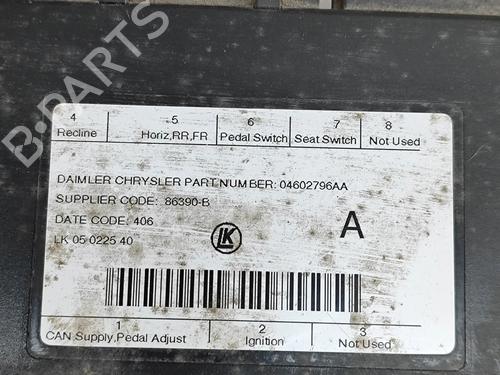 B-PARTS
4 5 6 7 8
Recline Horiz,RR,FR Pedal Switch Seat Switch Not Used
DAIMLER CHRYSLER PART NUMBER: 04602796AA
SUPPLIER CODE: 86390-B
DATE CODE: 406
LK 05 0225 40
LK
A
1 2 3
CAN Supply,Pedal Adjust Ignition Not Used